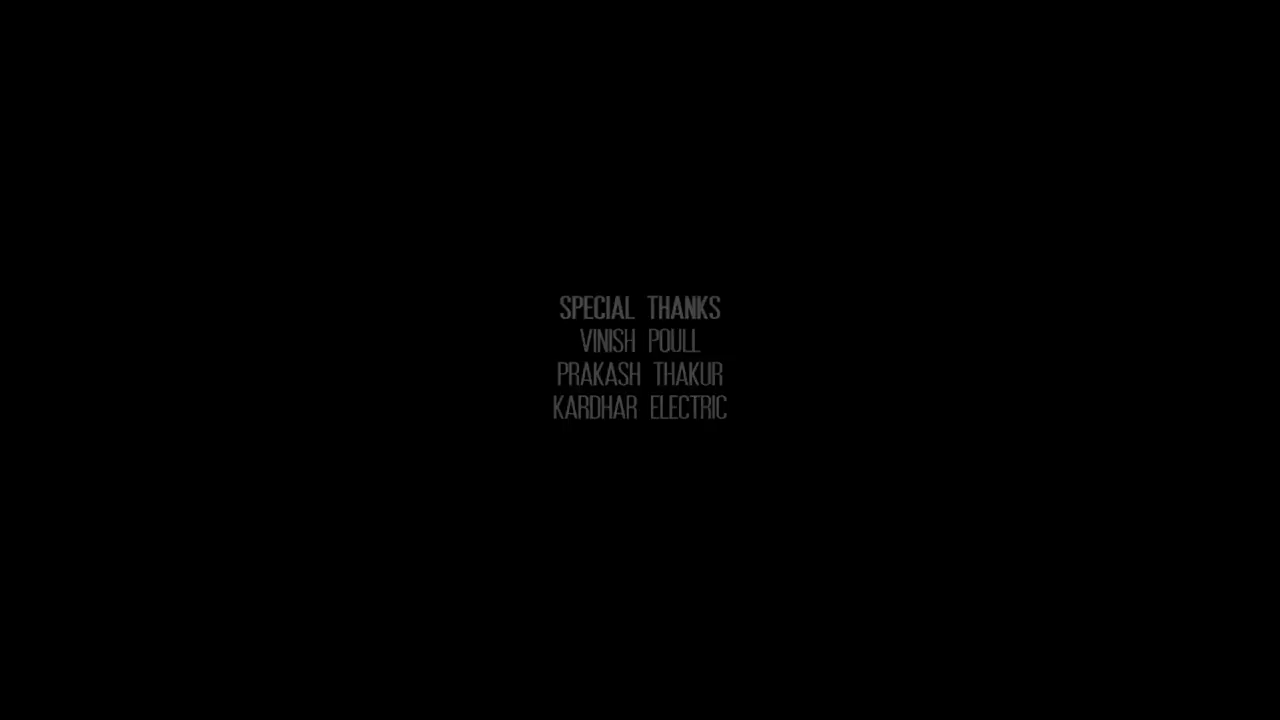 SPECIAL THANKS
VINISH POULL
PRAKASH THAKUR
KARDHAR ELECTRIC